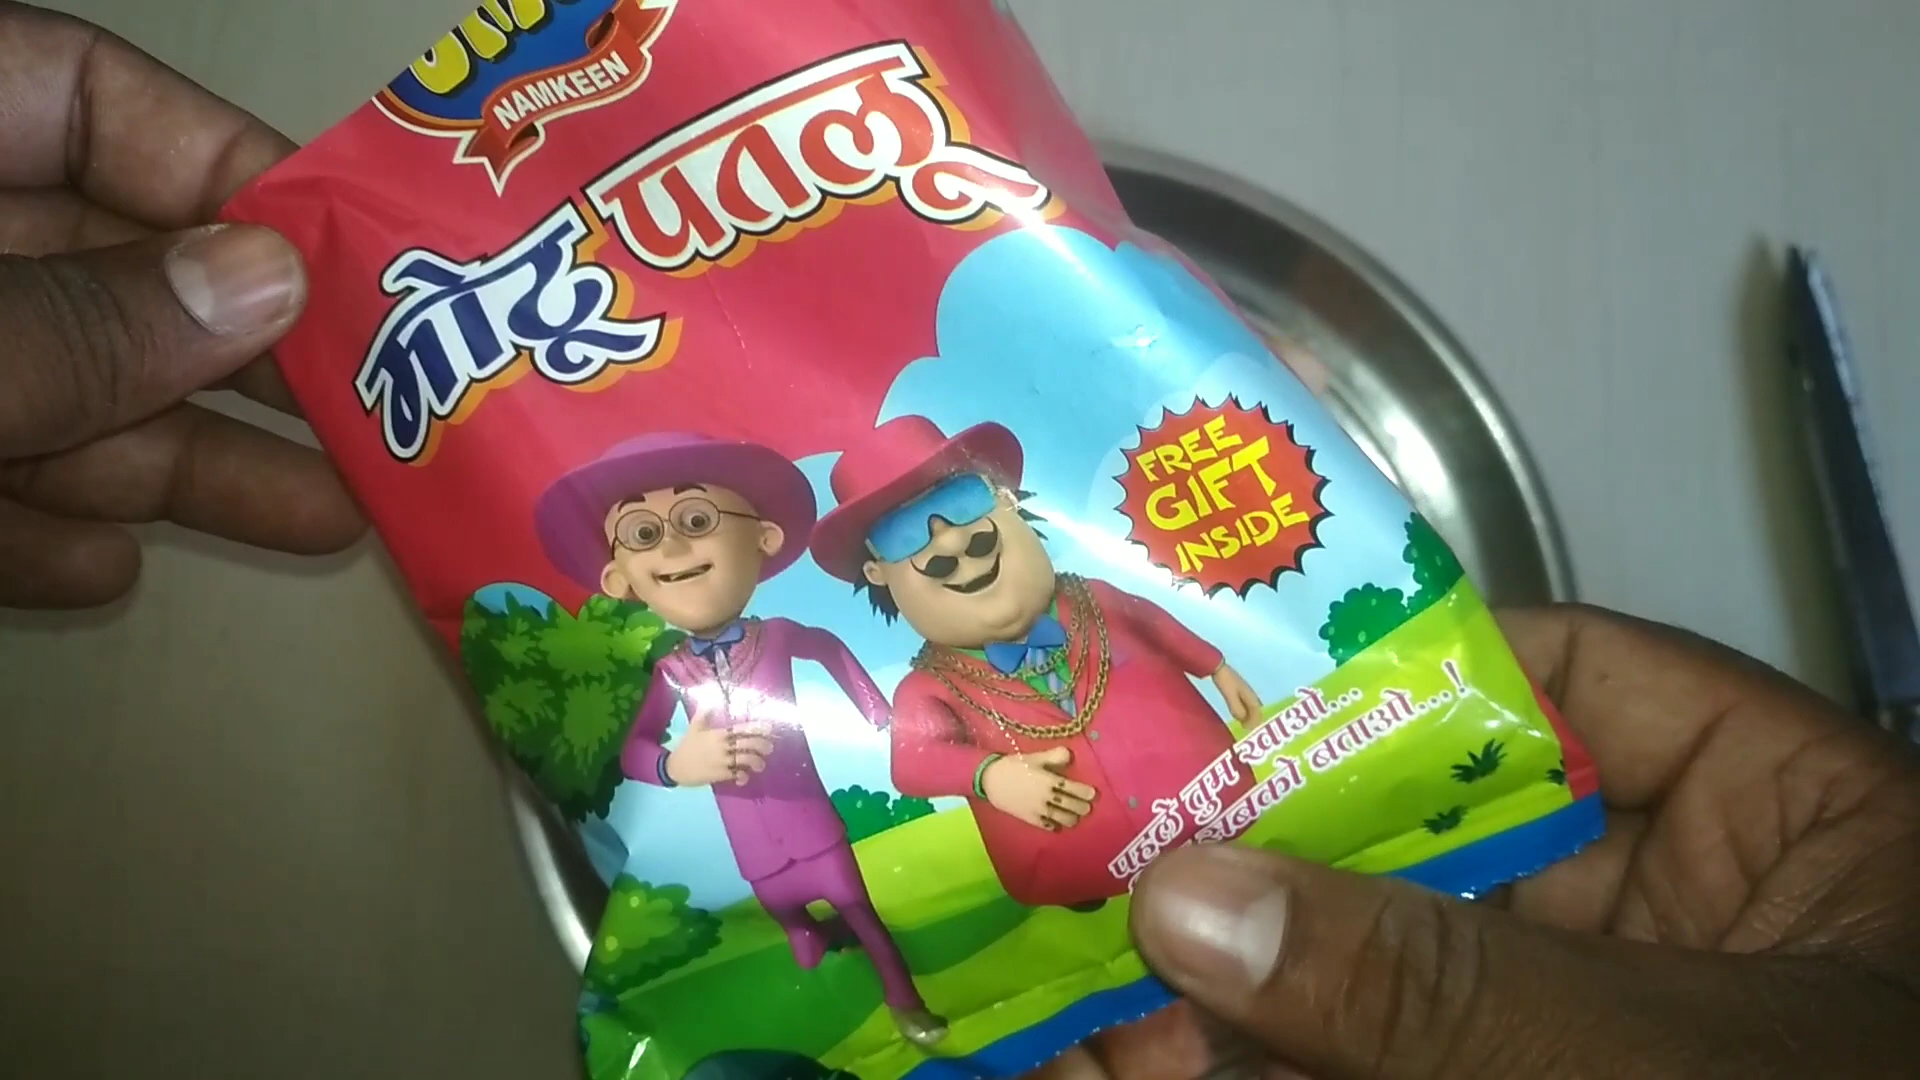 NAMKEEN
मोटू पतलू
FREE
GIFT
INSIDE
पहले तुम खाओ...
सबको बताओ...!